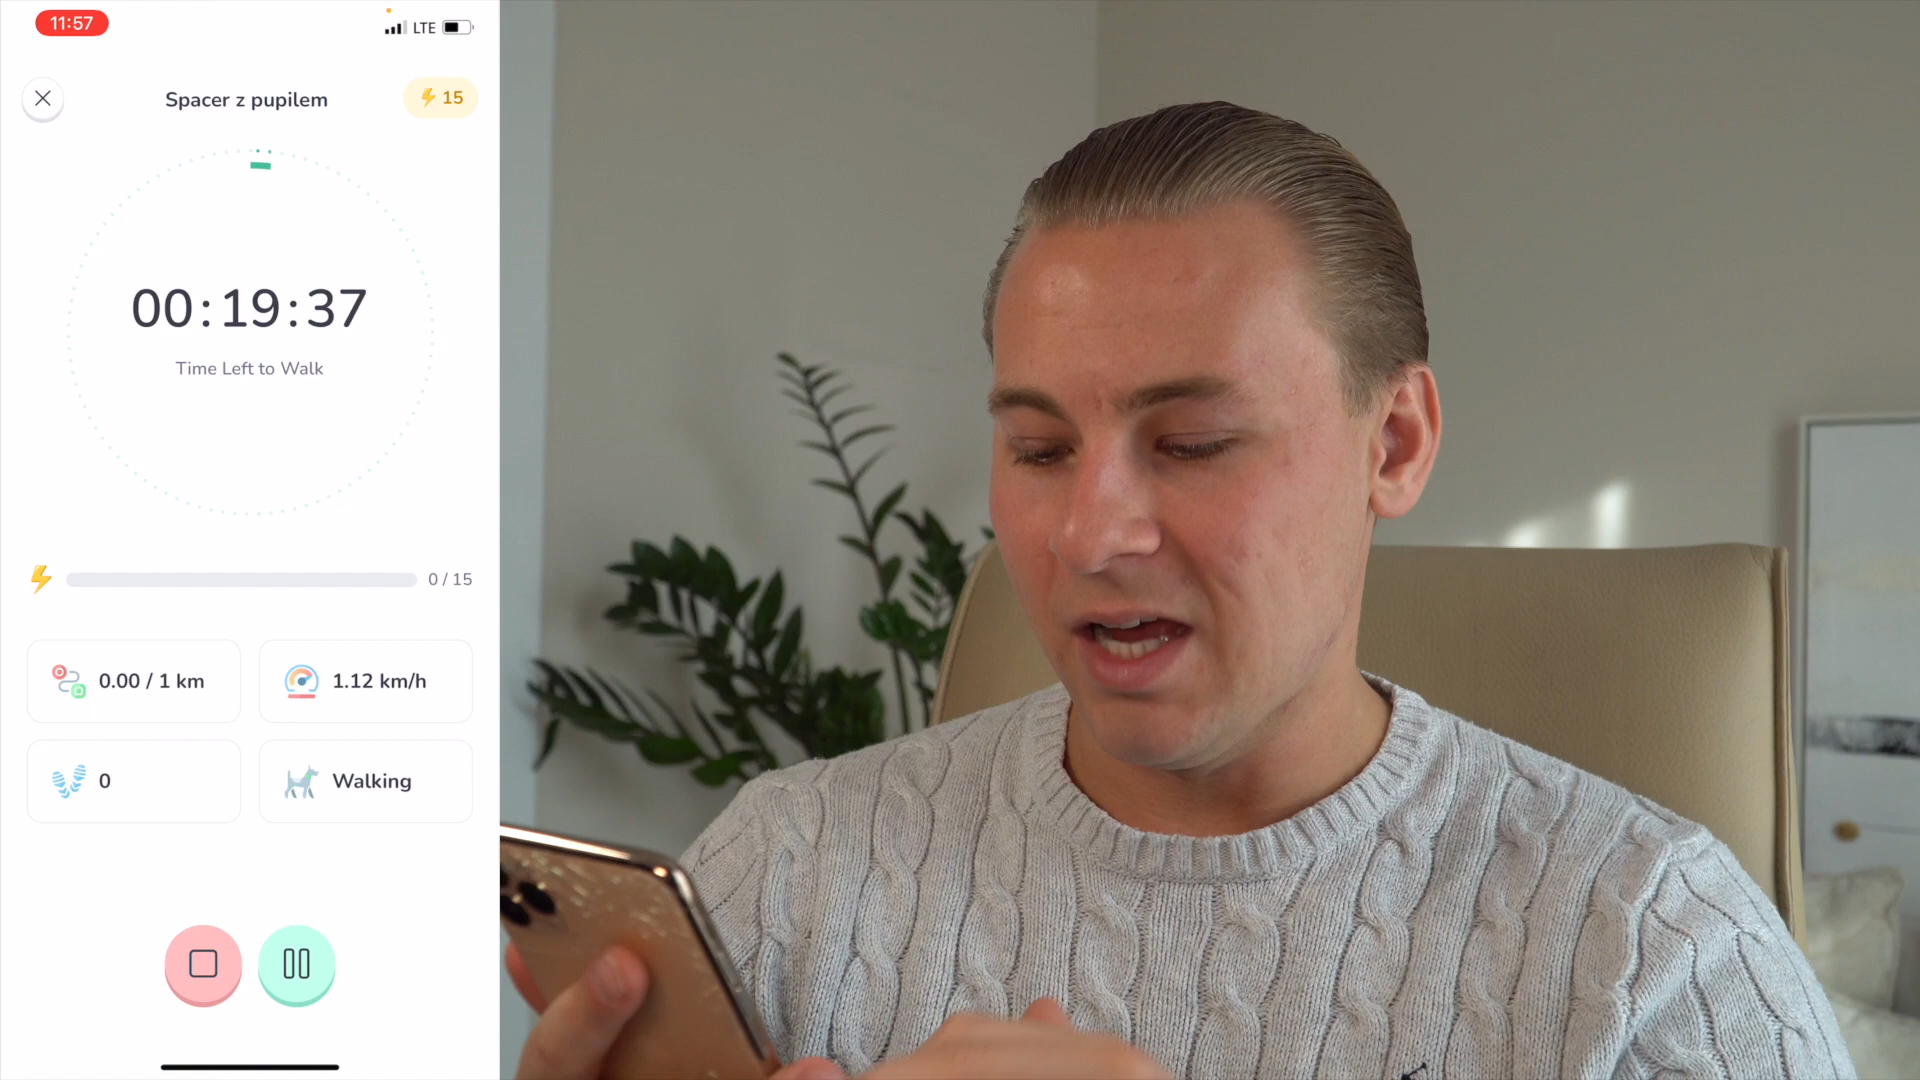 11:57
LTE
Spacer z pupilem
15
00:19:37
Time Left to Walk
0 / 15
0.00 / 1 km
1.12 km/h
0
Walking